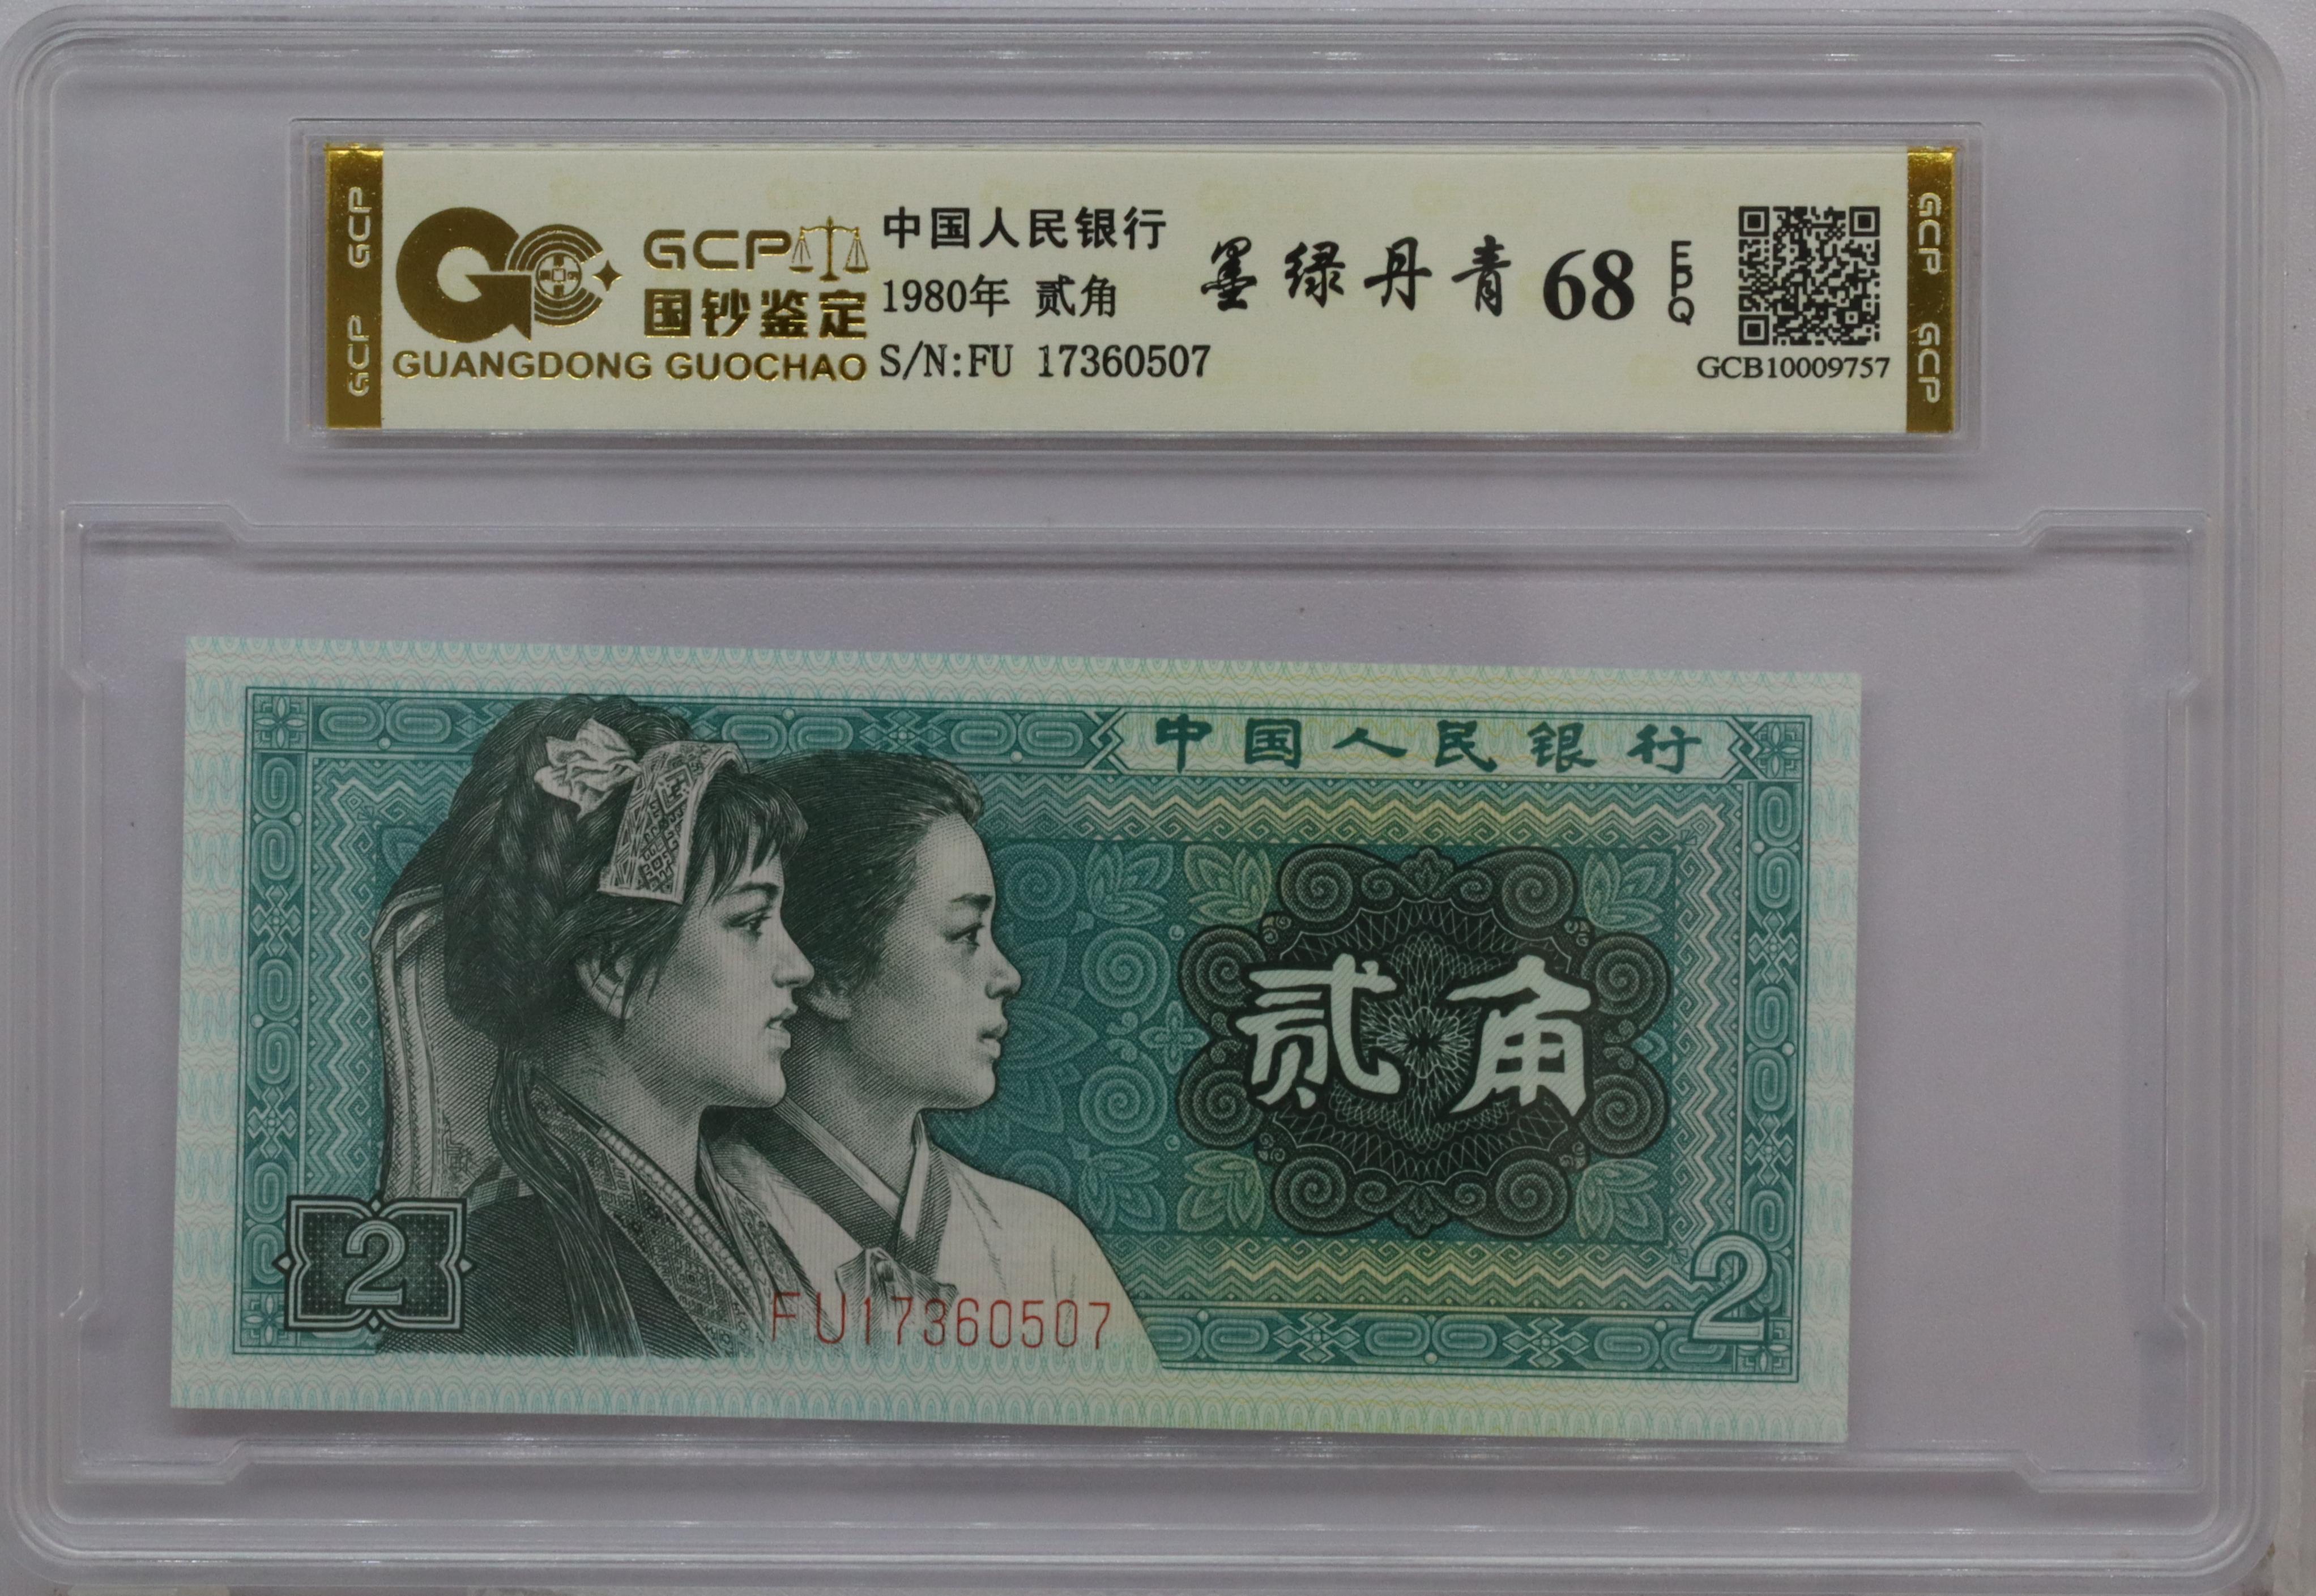 GCP GCP
GCP
国钞鉴定
GUANGDONG GUOCHAO
中国人民银行
1980年 贰角
S/N:FU 17360507
墨绿丹青 68 EPQ
GCB10009757
GCP GCP
中国人民银行
贰角
2
FU17360507
2